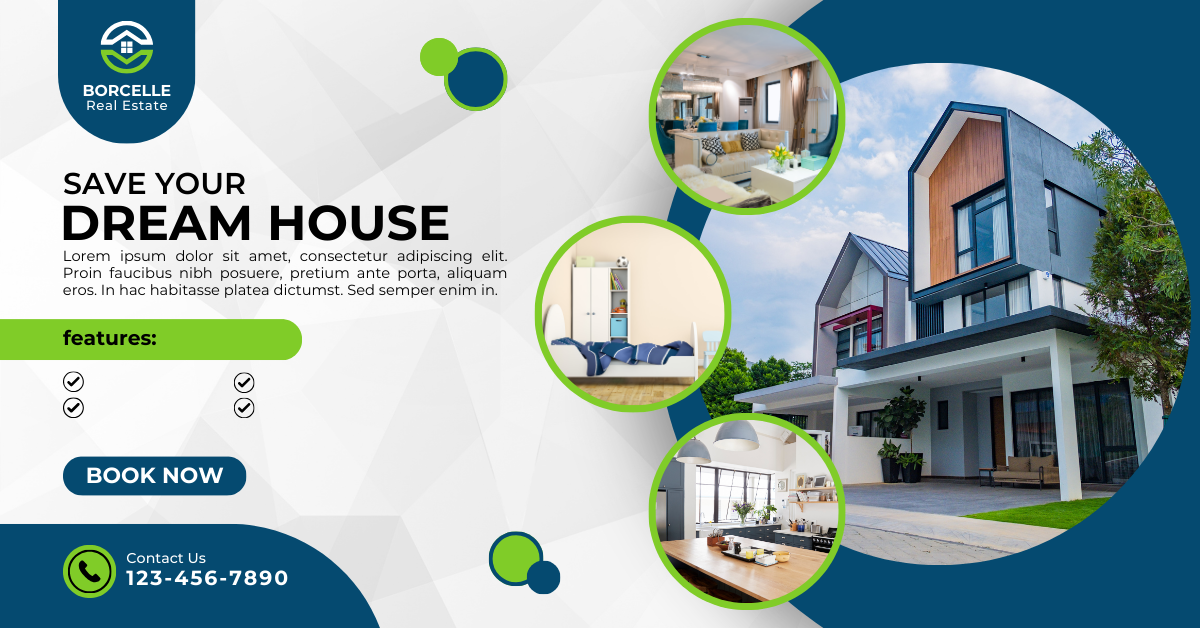 BORCELLE
Real Estate
SAVE YOUR
DREAM HOUSE
Lorem ipsum dolor sit amet, consectetur adipiscing elit.
Proin faucibus nibh posuere, pretium ante porta, aliquam
eros. In hac habitasse platea dictumst. Sed semper enim in.
features:
BOOK NOW
Contact Us
123-456-7890